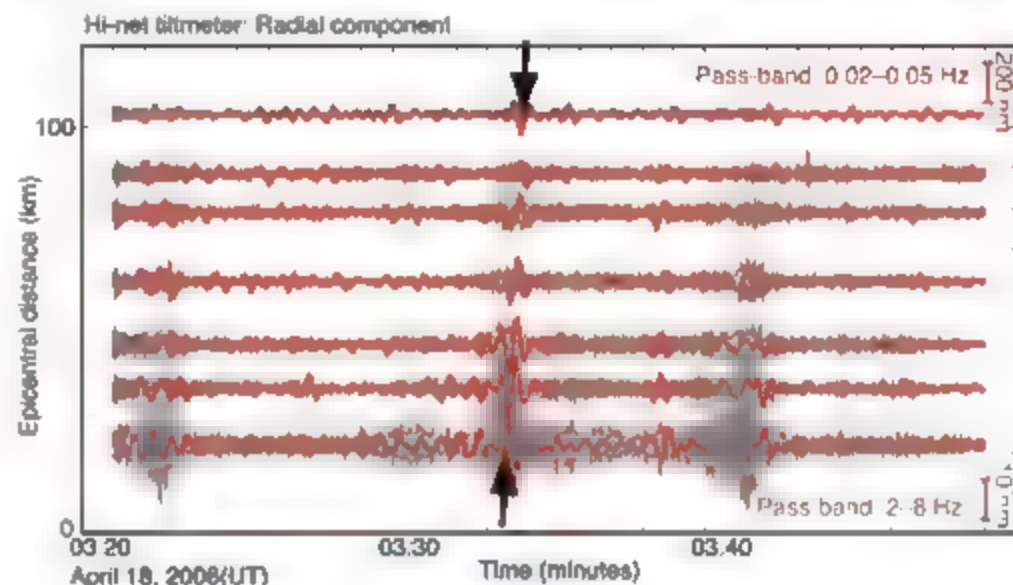 Hi-net tiltmeter: Radial component
Pass-band 0.02–0.05 Hz
200
100
Epicentral distance (km)
Pass band 2–8 Hz
0
03:20
03:30
03:40
April 18, 2006(UT)
Time (minutes)